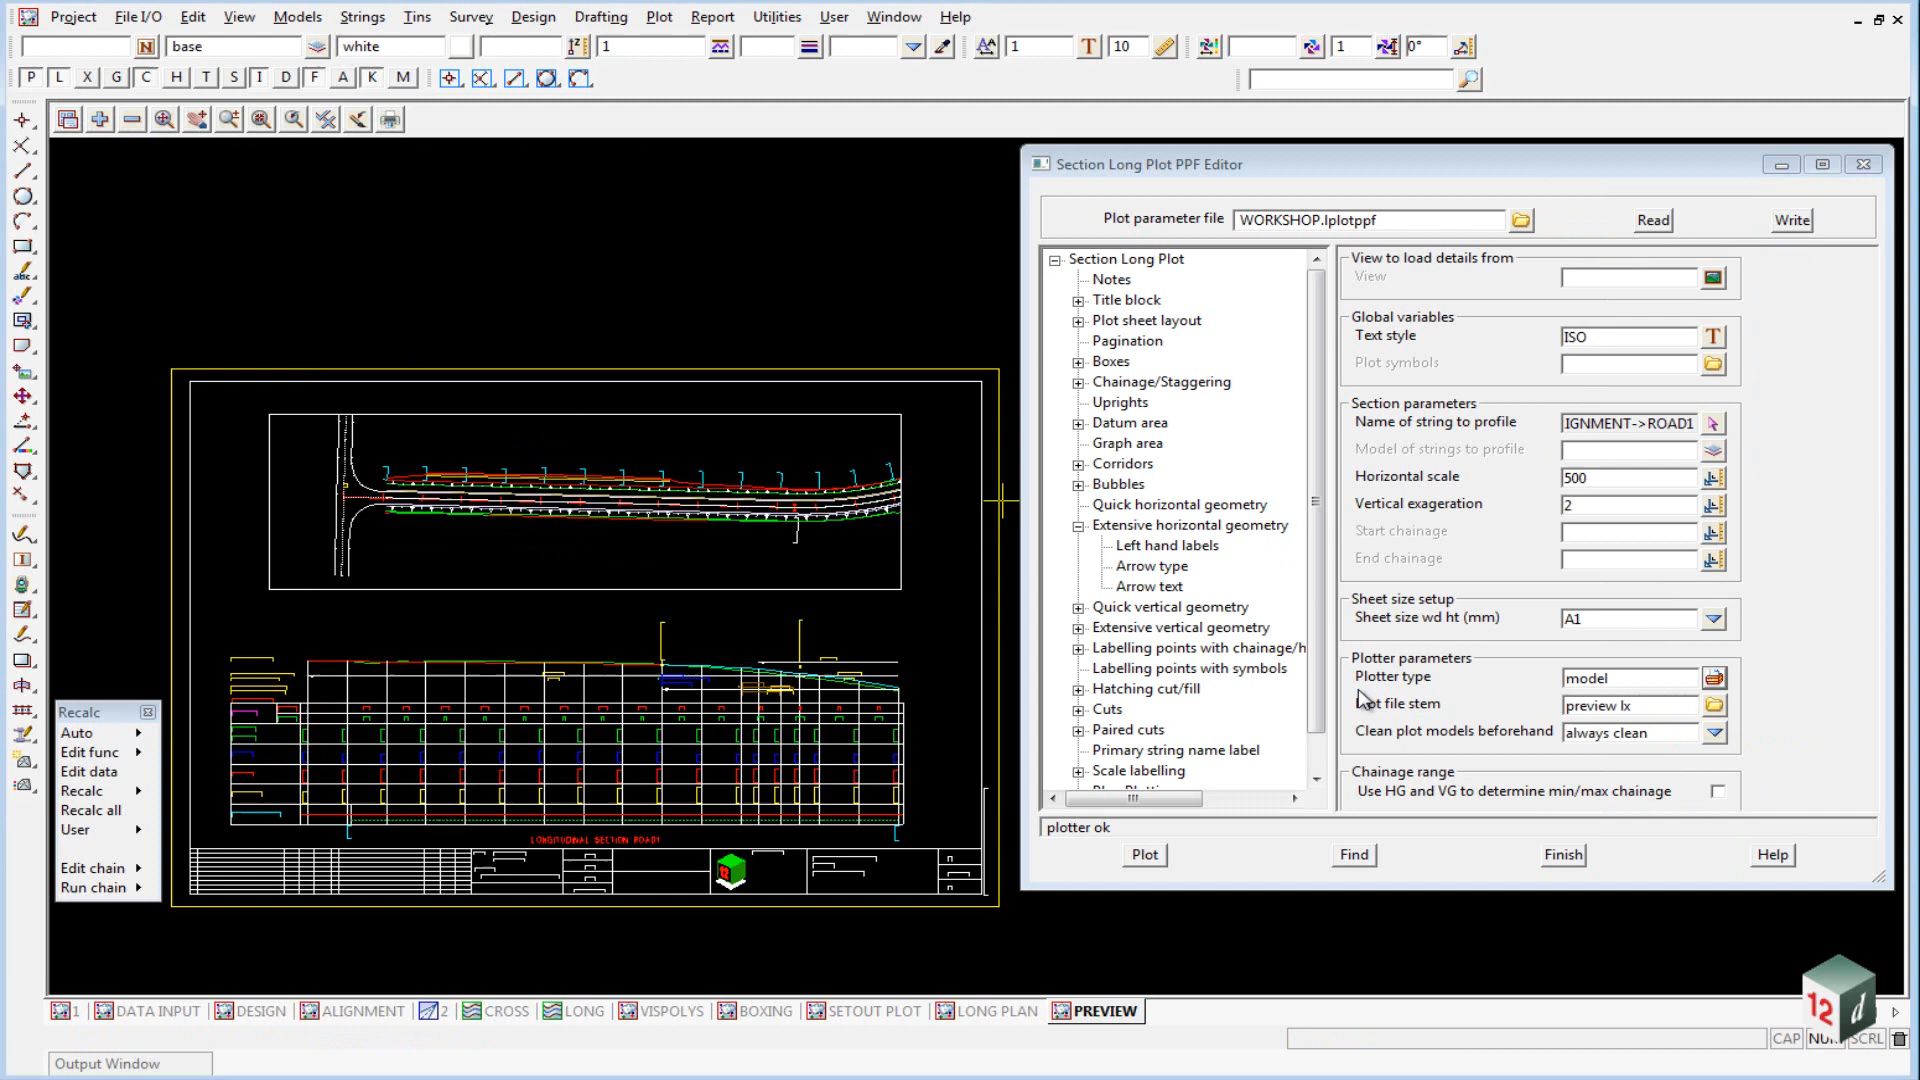 Project File I/O Edit View Models Strings Tins Survey Design Drafting Plot Report Utilities User Window Help
N base white 1 T 10 1 0°
P L X G C H T S I D F A K M
Section Long Plot PPF Editor
Plot parameter file WORKSHOP.lplotppf Read Write
Section Long Plot
Notes
Title block
Plot sheet layout
Pagination
Boxes
Chainage/Staggering
Uprights
Datum area
Graph area
Corridors
Bubbles
Quick horizontal geometry
Extensive horizontal geometry
Left hand labels
Arrow type
Arrow text
Quick vertical geometry
Extensive vertical geometry
Labelling points with chainage/h
Labelling points with symbols
Hatching cut/fill
Cuts
Paired cuts
Primary string name label
Scale labelling
View to load details from
View
Global variables
Text style ISO T
Plot symbols
Section parameters
Name of string to profile IGNMENT->ROAD1
Model of strings to profile
Horizontal scale 500
Vertical exageration 2
Start chainage
End chainage
Sheet size setup
Sheet size wd ht (mm) A1
Plotter parameters
Plotter type model
file stem preview lx
Clean plot models beforehand always clean
Chainage range
Use HG and VG to determine min/max chainage
plotter ok
Plot Find Finish Help
Recalc
Auto
Edit func
Edit data
Recalc
Recalc all
User
Edit chain
Run chain
LONGITUDINAL SECTION ROAD1
12
1 DATA INPUT DESIGN ALIGNMENT 2 CROSS LONG VISPOLYS BOXING SETOUT PLOT LONG PLAN PREVIEW
12 d
CAP NUM SCRL
Output Window